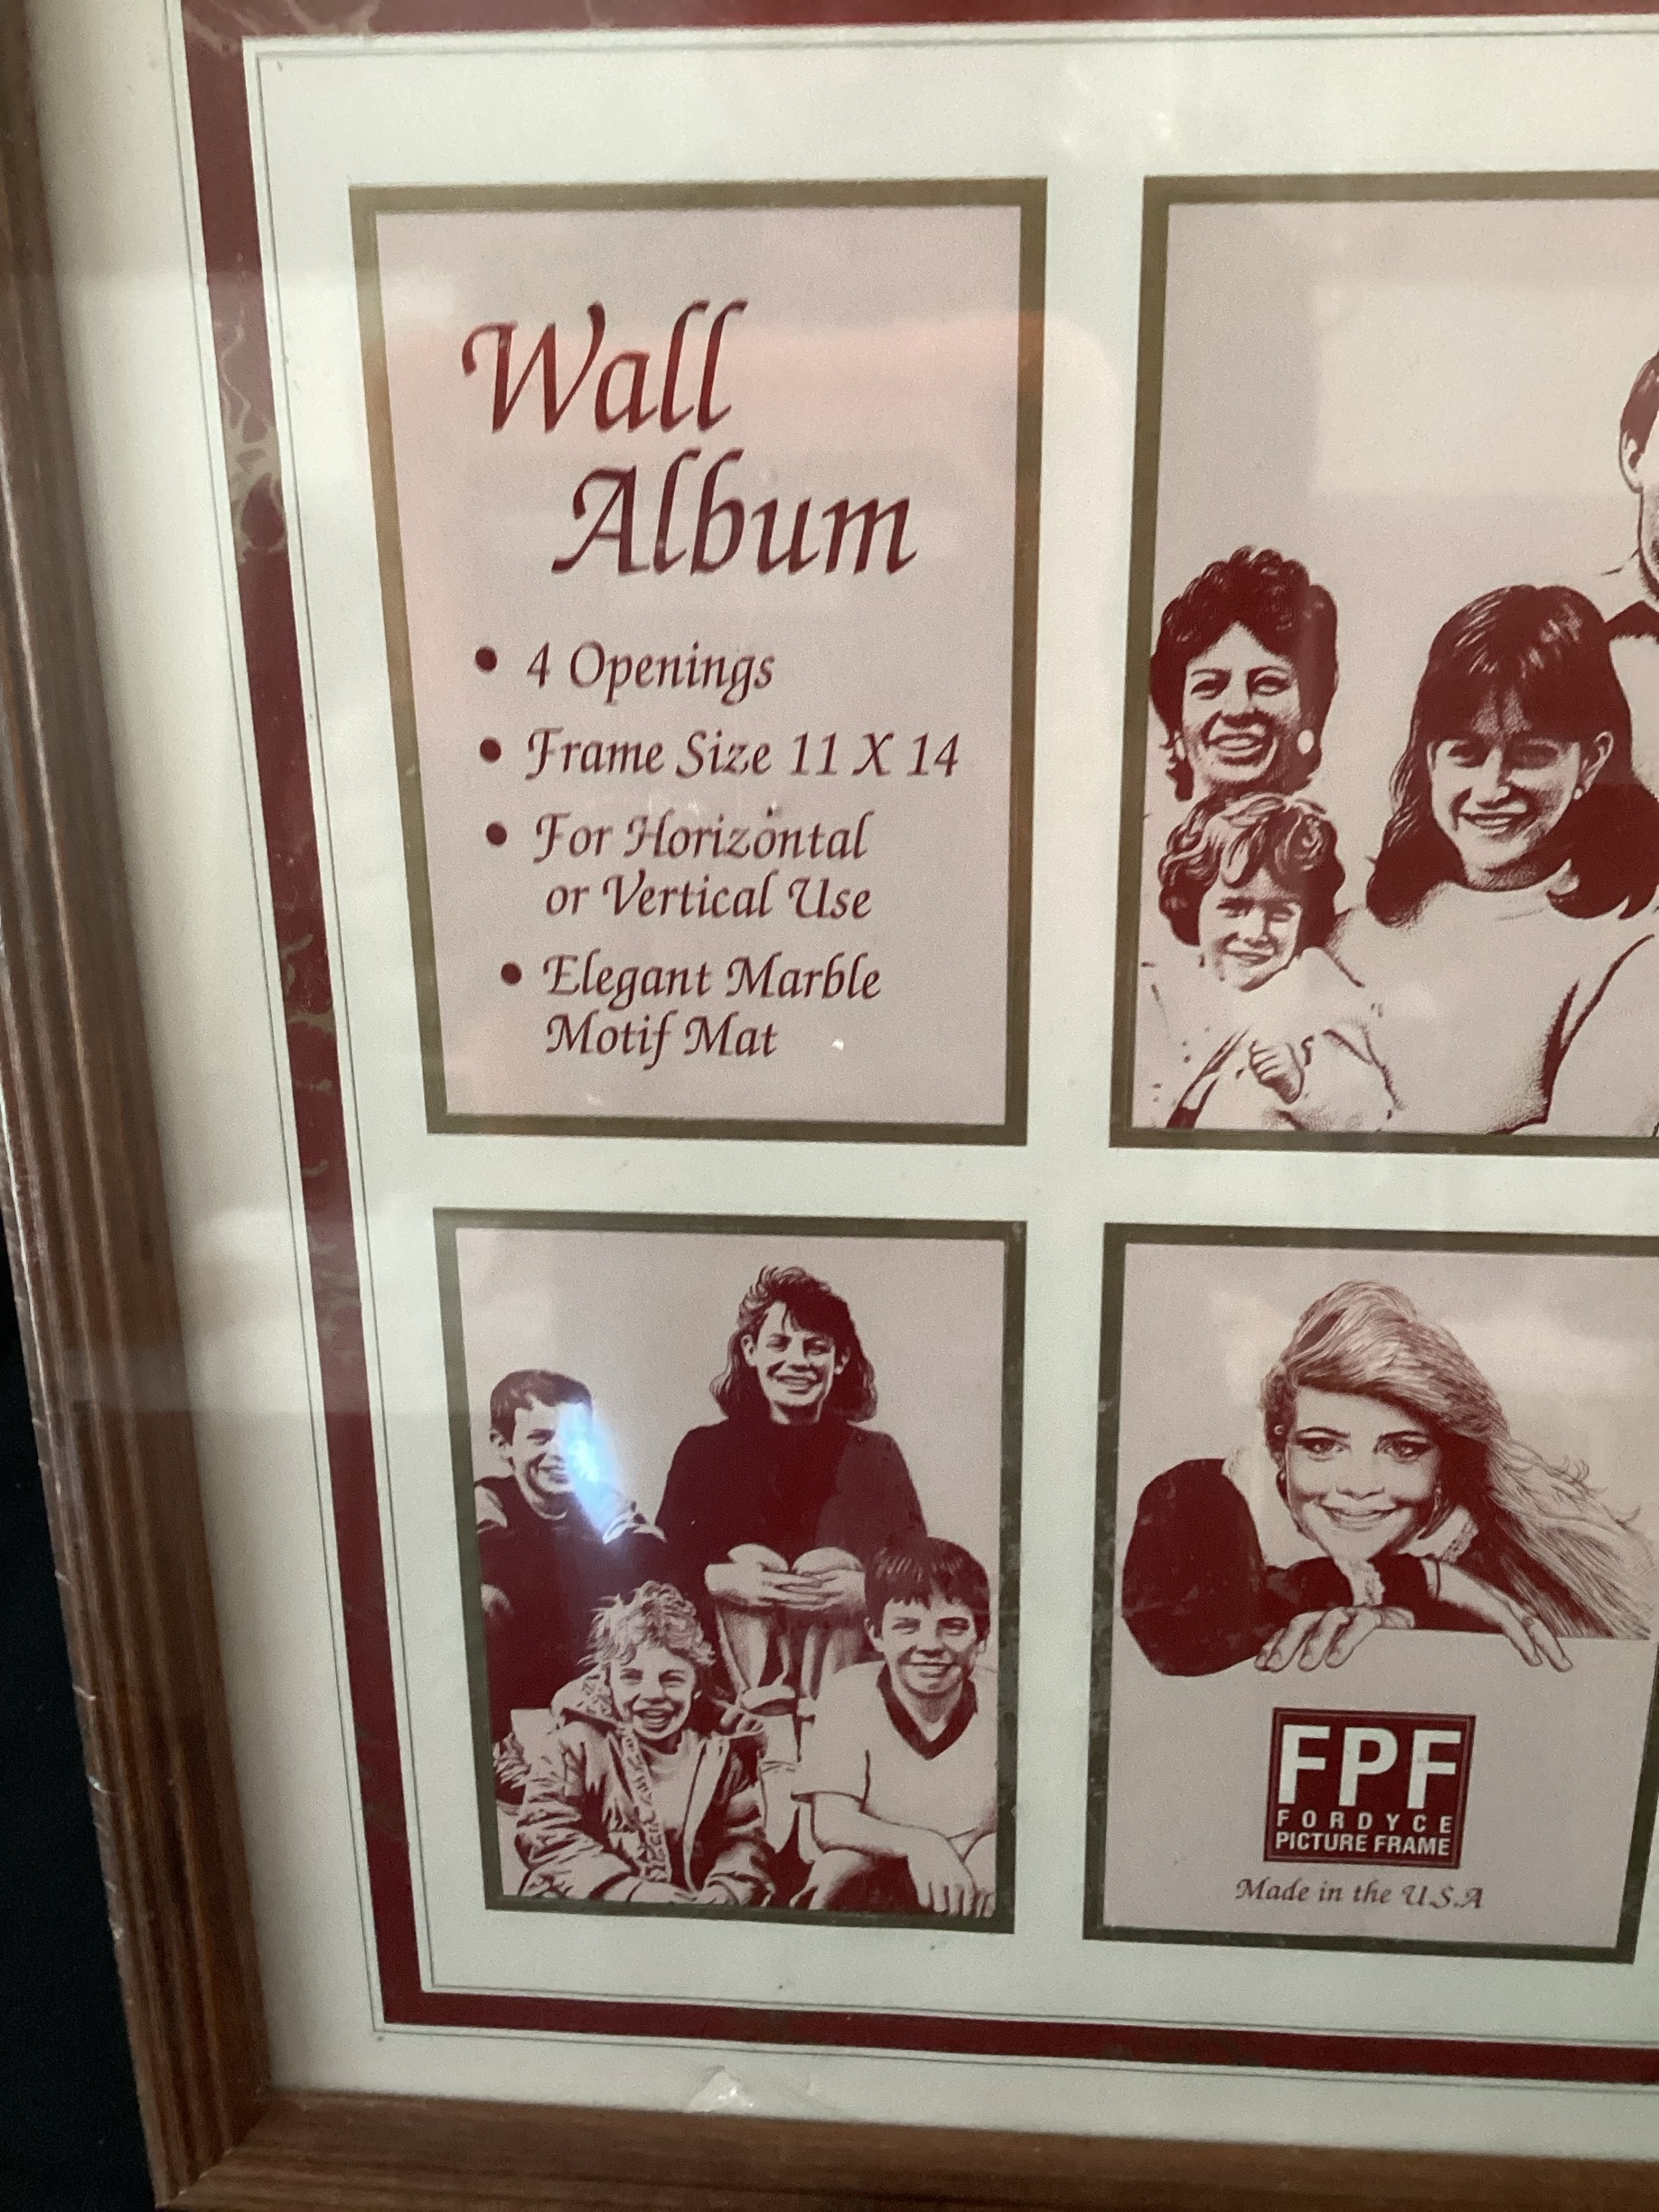 Wall
Album
• 4 Openings
• Frame Size 11 X 14
• For Horizontal
or Vertical Use
• Elegant Marble
Motif Mat
FPF
FORDYCE
PICTURE FRAME
Made in the U.S.A